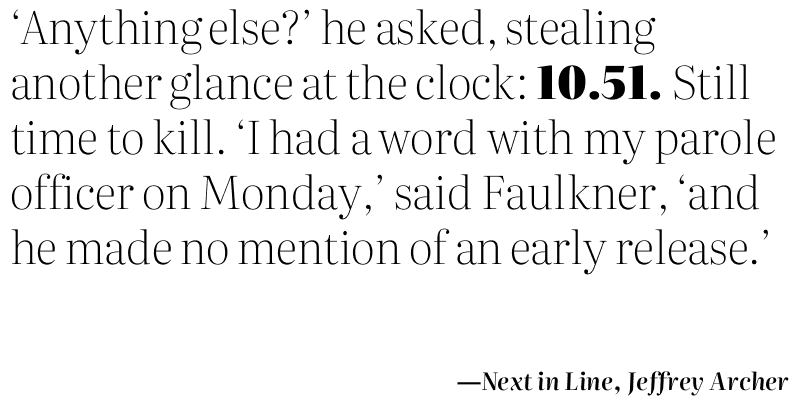 ‘Anything else?’ he asked, stealing
another glance at the clock: 10.51. Still
time to kill. ‘I had a word with my parole
officer on Monday,’ said Faulkner, ‘and
he made no mention of an early release.’
—Next in Line, Jeffrey Archer